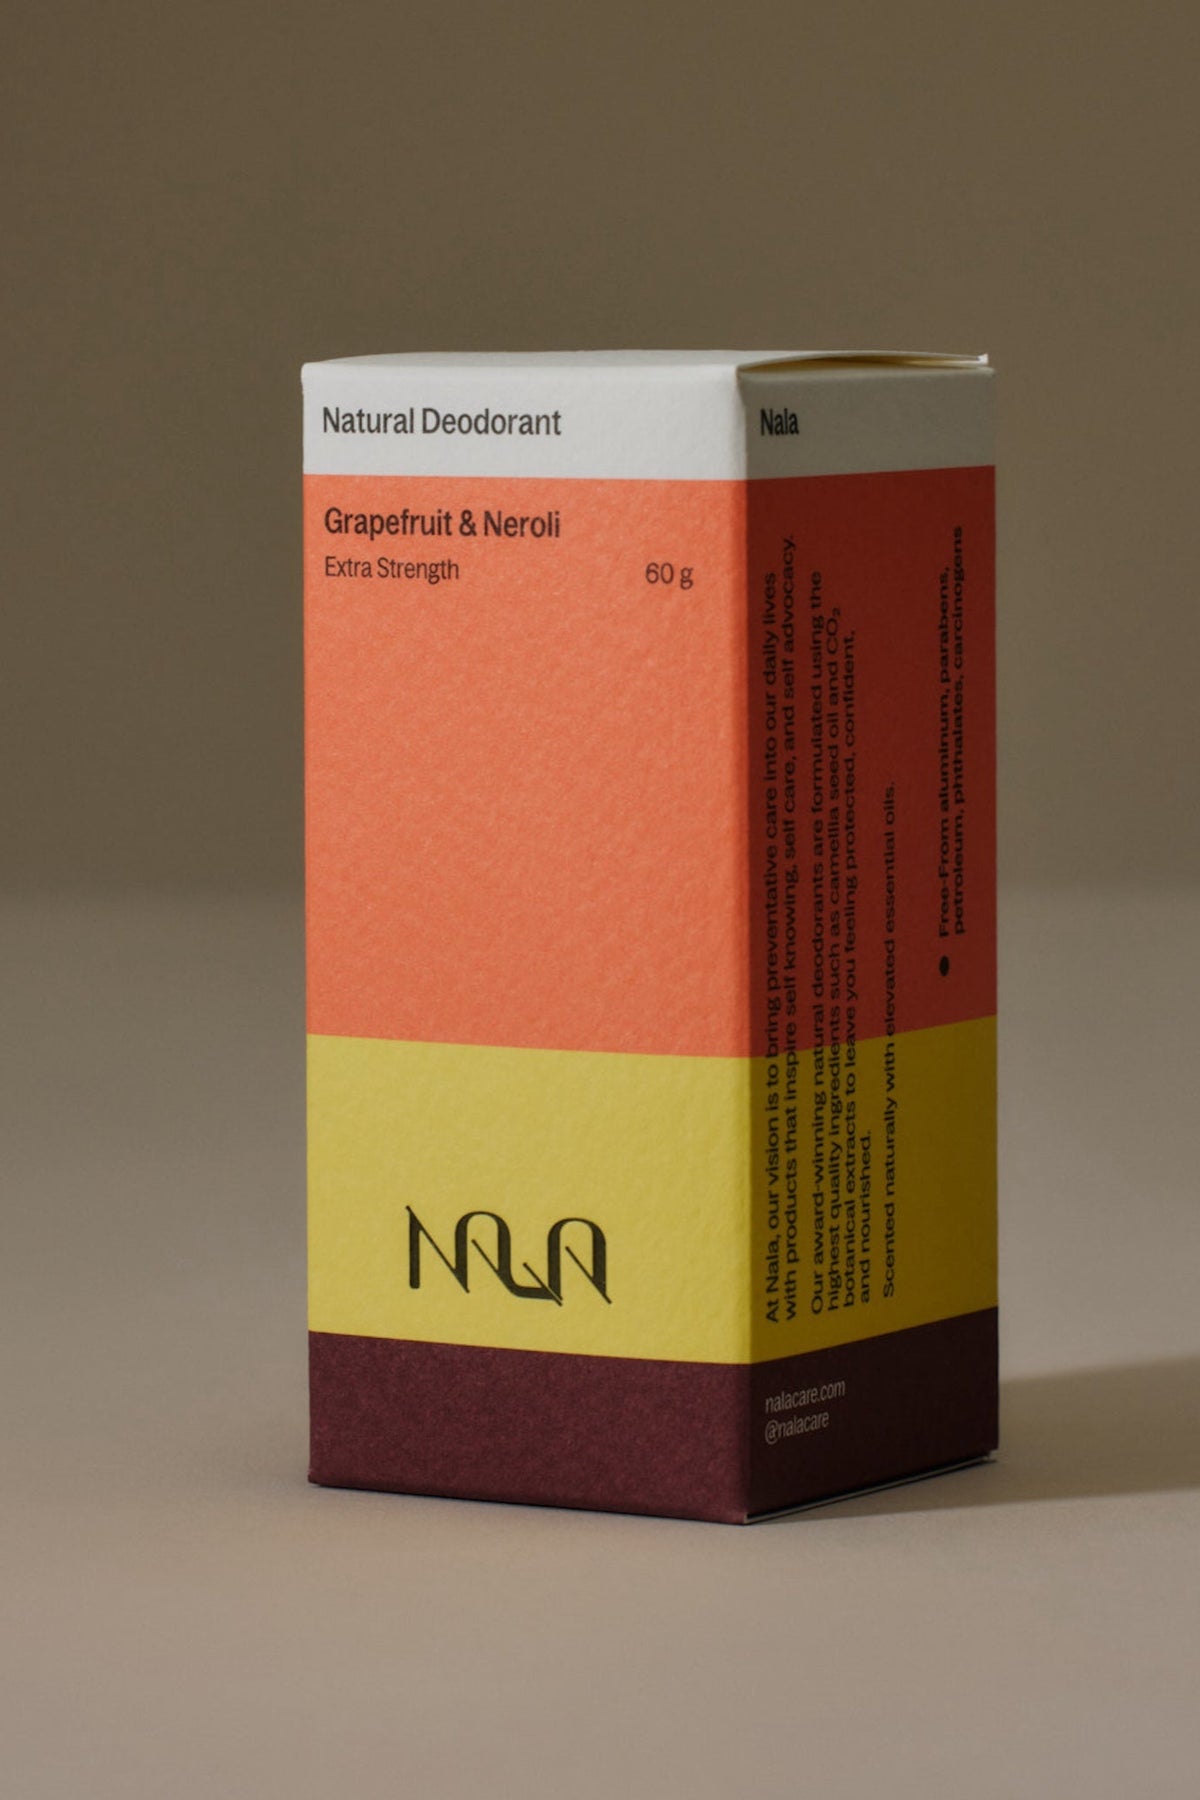 Natural Deodorant
Grapefruit & Neroli
Extra Strength
60 g
NALA
Nala
At Nala, our vision is to bring preventative care into our daily lives
with products that inspire self knowing, self care, and self advocacy.
Our award-winning natural deodorants are formulated using the
highest quality ingredients such as camellia seed oil and CO₂
botanical extracts to leave you feeling protected, confident,
and nourished.
Scented naturally with elevated essential oils.
● Free-From aluminum, parabens,
petroleum, phthalates, carcinogens
nalacare.com
@nalacare